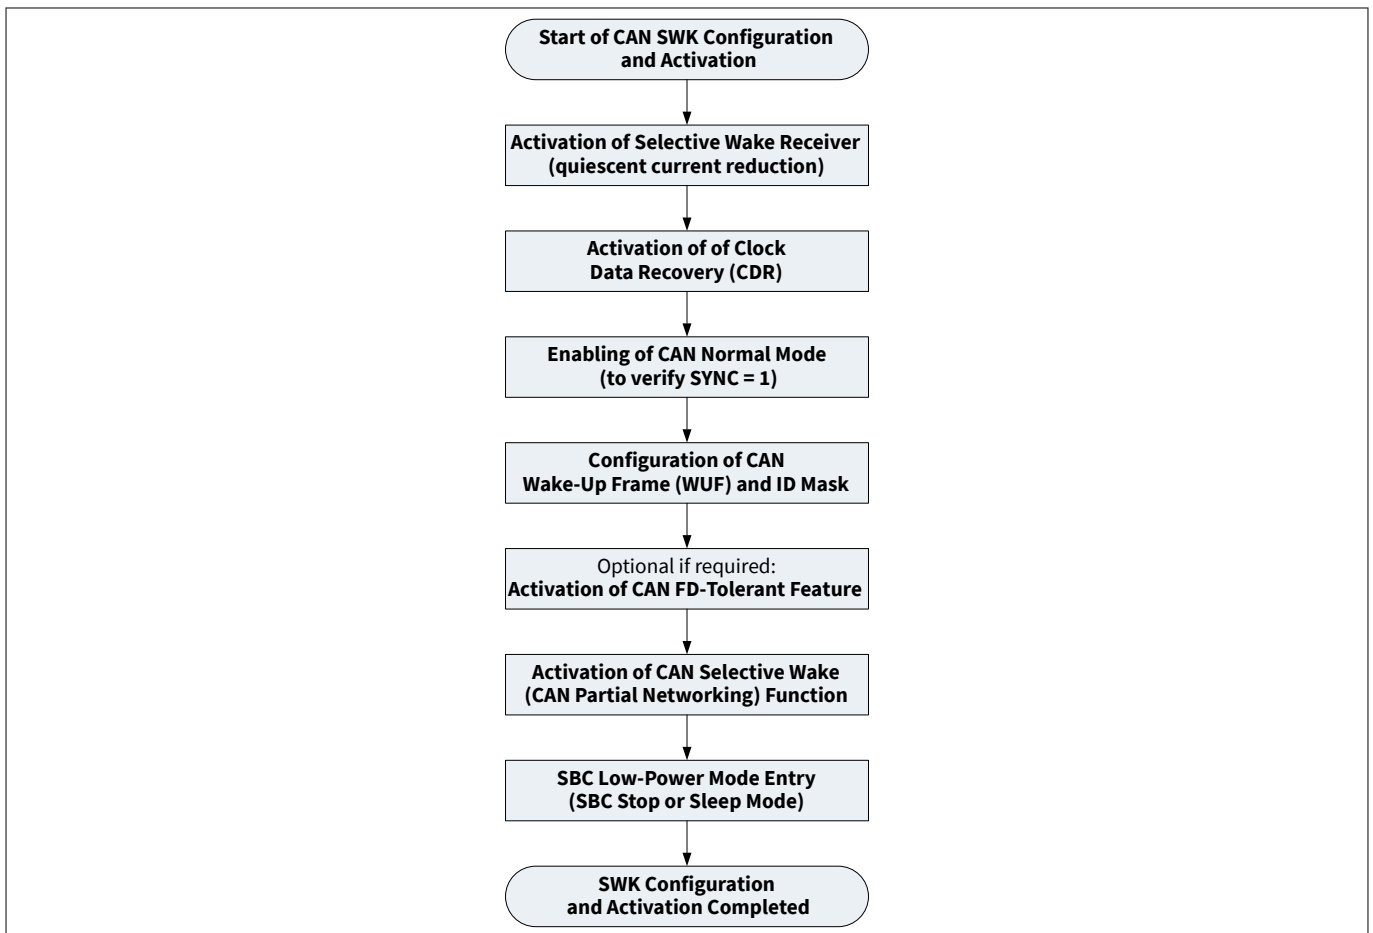 Start of CAN SWK Configuration
and Activation
Activation of Selective Wake Receiver
(quiescent current reduction)
Activation of of Clock
Data Recovery (CDR)
Enabling of CAN Normal Mode
(to verify SYNC = 1)
Configuration of CAN
Wake-Up Frame (WUF) and ID Mask
Optional if required:
Activation of CAN FD-Tolerant Feature
Activation of CAN Selective Wake
(CAN Partial Networking) Function
SBC Low-Power Mode Entry
(SBC Stop or Sleep Mode)
SWK Configuration
and Activation Completed